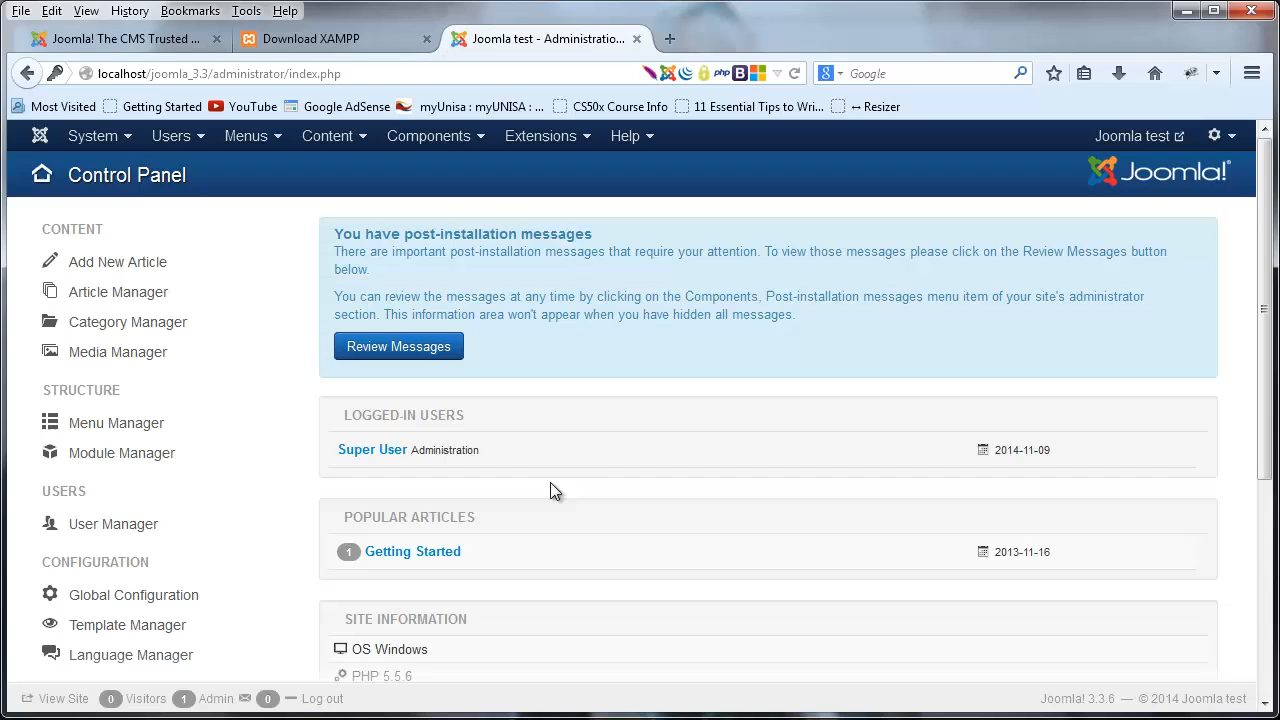 File Edit View History Bookmarks Tools Help
Joomla! The CMS Trusted ... Download XAMPP Joomla test - Administratio...
localhost/joomla_3.3/administrator/index.php php B Google
Most Visited Getting Started YouTube Google AdSense myUnisa : myUNISA : ... CS50x Course Info 11 Essential Tips to Wri... ↔ Resizer
System Users Menus Content Components Extensions Help Joomla test
Control Panel Joomla!
CONTENT
Add New Article
Article Manager
Category Manager
Media Manager
STRUCTURE
Menu Manager
Module Manager
USERS
User Manager
CONFIGURATION
Global Configuration
Template Manager
Language Manager
You have post-installation messages
There are important post-installation messages that require your attention. To view those messages please click on the Review Messages button
below.
You can review the messages at any time by clicking on the Components, Post-installation messages menu item of your site's administrator
section. This information area won't appear when you have hidden all messages.
Review Messages
LOGGED-IN USERS
Super User Administration 2014-11-09
POPULAR ARTICLES
1 Getting Started 2013-11-16
SITE INFORMATION
OS Windows
PHP 5.5.6
View Site 0 Visitors 1 Admin 0 Log out Joomla! 3.3.6 — © 2014 Joomla test